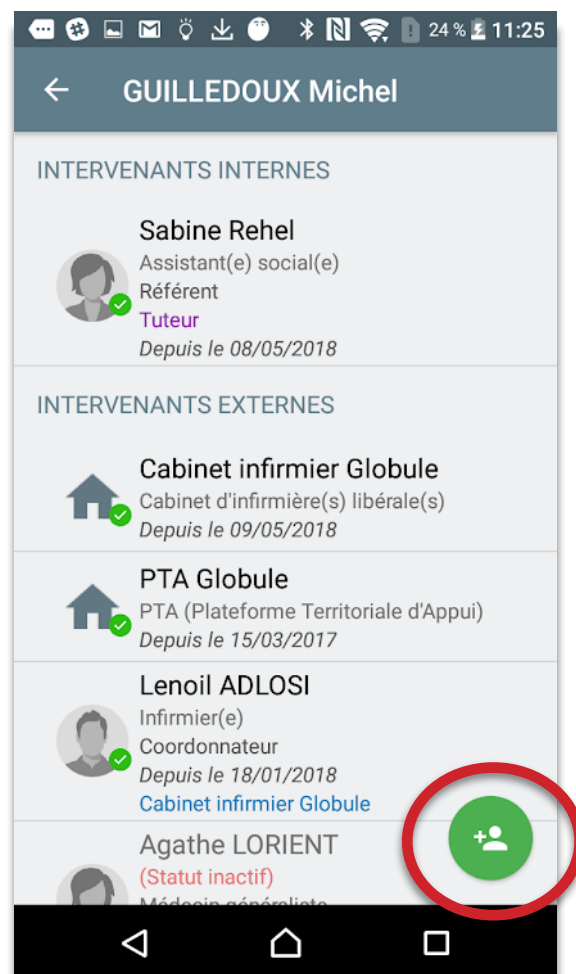 24 % 11:25
GUILLEDOUX Michel
INTERVENANTS INTERNES
Sabine Rehel
Assistant(e) social(e)
Référent
Tuteur
Depuis le 08/05/2018
INTERVENANTS EXTERNES
Cabinet infirmier Globule
Cabinet d'infirmière(s) libérale(s)
Depuis le 09/05/2018
PTA Globule
PTA (Plateforme Territoriale d'Appui)
Depuis le 15/03/2017
Lenoil ADLOSI
Infirmier(e)
Coordonnateur
Depuis le 18/01/2018
Cabinet infirmier Globule
Agathe LORIENT
(Statut inactif)
Médecin généraliste